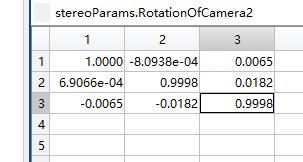 stereoParams.RotationOfCamera2
1 2 3
1 1.0000 -8.0938e-04 0.0065
2 6.9066e-04 0.9998 0.0182
3 -0.0065 -0.0182 0.9998
4
5
6